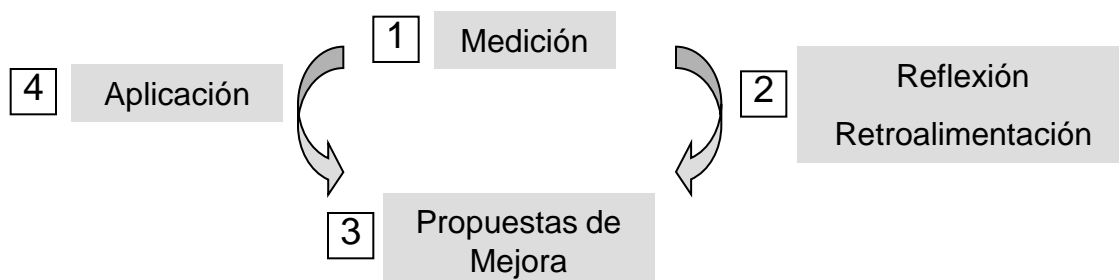 1
Medición
2
Reflexión
Retroalimentación
3
Propuestas de
Mejora
4
Aplicación